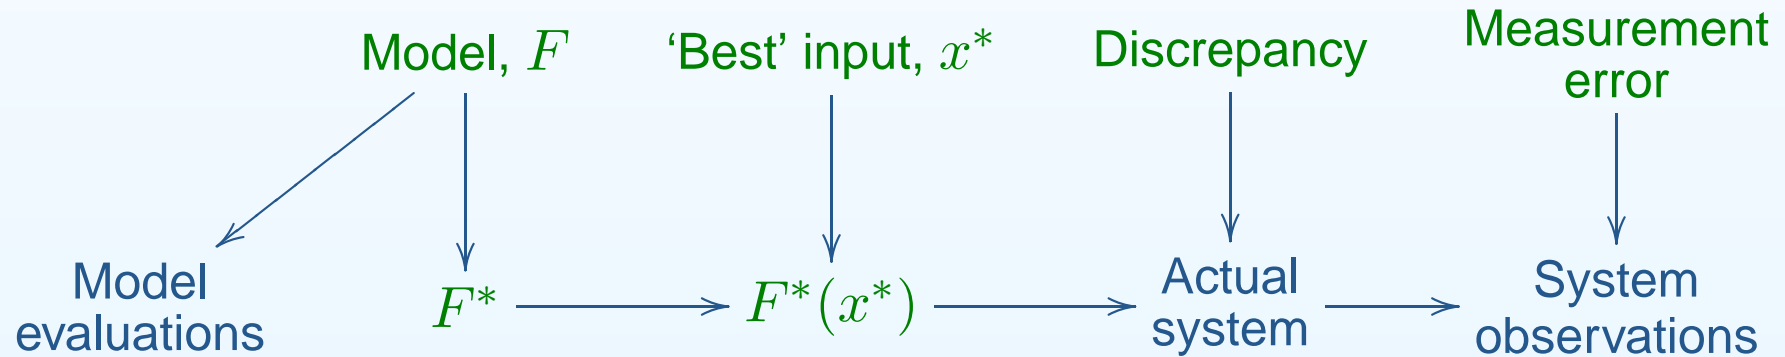 Model, F
‘Best’ input, x*
Discrepancy
Measurement
error
Model
evaluations
F*
F*(x*)
Actual
system
System
observations